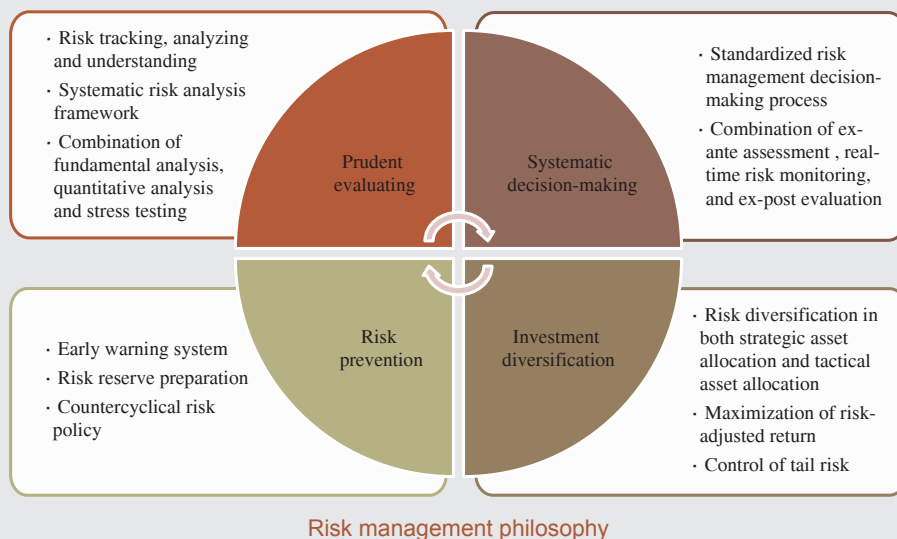 · Risk tracking, analyzing
and understanding
· Systematic risk analysis
framework
· Combination of
fundamental analysis,
quantitative analysis
and stress testing
Prudent
evaluating
Systematic
decision-making
· Standardized risk
management decision-
making process
· Combination of ex-
ante assessment , real-
time risk monitoring,
and ex-post evaluation
· Early warning system
· Risk reserve preparation
· Countercyclical risk
policy
Risk
prevention
Investment
diversification
· Risk diversification in
both strategic asset
allocation and tactical
asset allocation
· Maximization of risk-
adjusted return
· Control of tail risk
Risk management philosophy